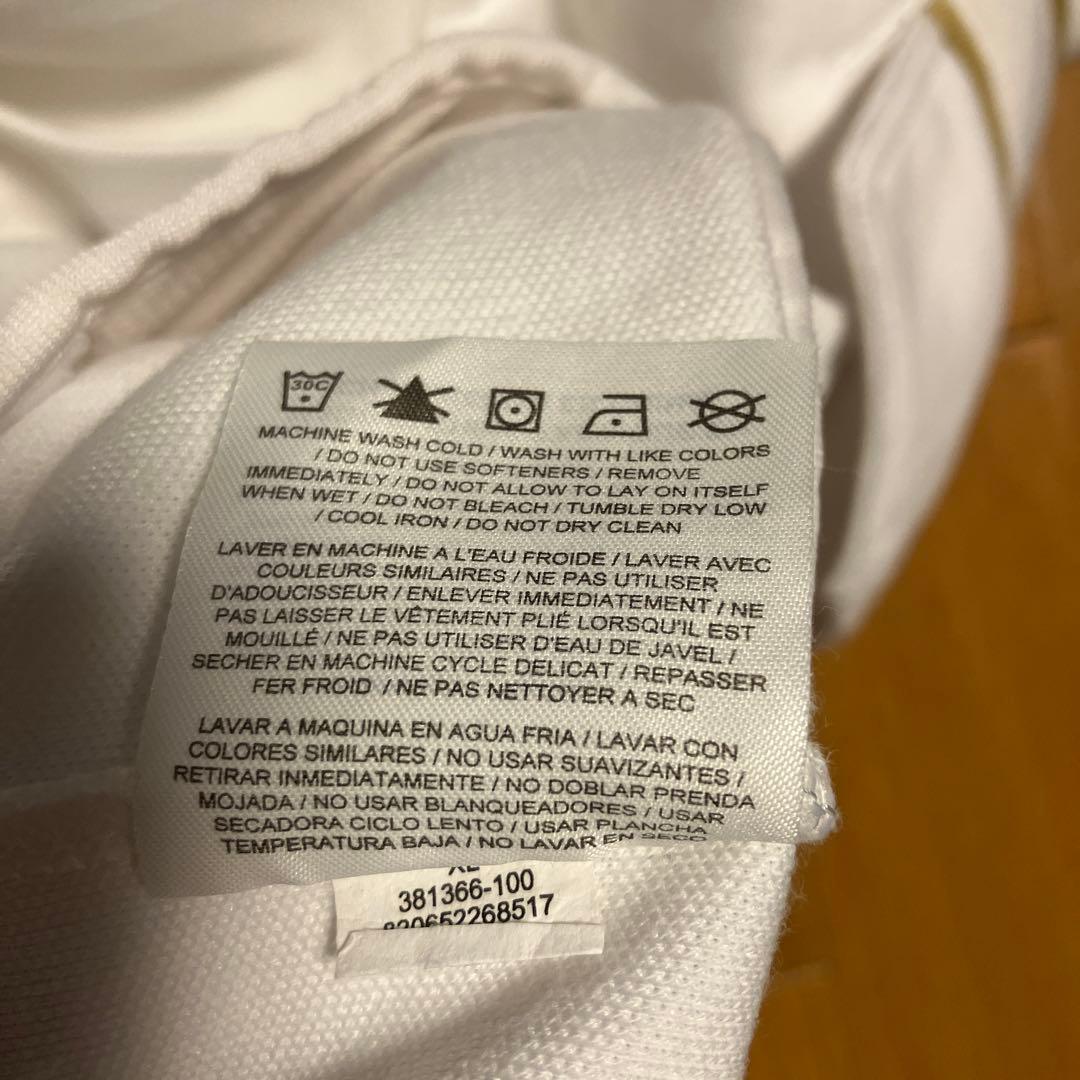 30C
MACHINE WASH COLD / WASH WITH LIKE COLORS
/ DO NOT USE SOFTENERS / REMOVE
IMMEDIATELY / DO NOT ALLOW TO LAY ON ITSELF
WHEN WET / DO NOT BLEACH / TUMBLE DRY LOW
/ COOL IRON / DO NOT DRY CLEAN
LAVER EN MACHINE A L'EAU FROIDE / LAVER AVEC
COULEURS SIMILAIRES / NE PAS UTILISER
D'ADOUCISSEUR / ENLEVER IMMEDIATEMENT / NE
PAS LAISSER LE VÊTEMENT PLIÉ LORSQU'IL EST
MOUILLÉ / NE PAS UTILISER D'EAU DE JAVEL /
SECHER EN MACHINE CYCLE DELICAT / REPASSER
FER FROID / NE PAS NETTOYER A SEC
LAVAR A MAQUINA EN AGUA FRIA / LAVAR CON
COLORES SIMILARES / NO USAR SUAVIZANTES /
RETIRAR INMEDIATAMENTE / NO DOBLAR PRENDA
MOJADA / NO USAR BLANQUEADORES / USAR
SECADORA CICLO LENTO / USAR PLANCHA
TEMPERATURA BAJA / NO LAVAR EN SECO
XL
381366-100
820652268517